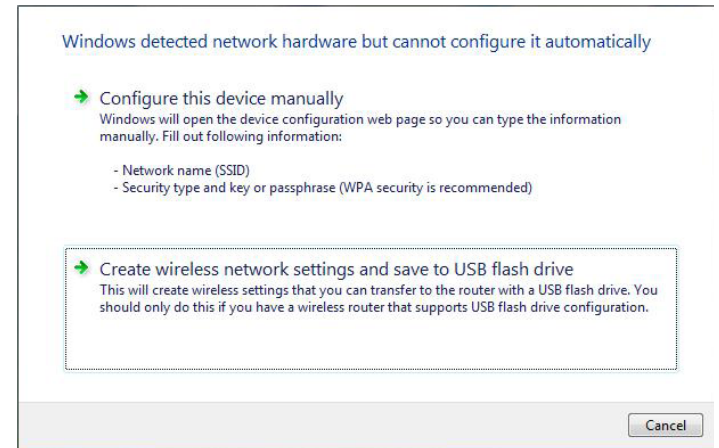 Windows detected network hardware but cannot configure it automatically
Configure this device manually
Windows will open the device configuration web page so you can type the information
manually. Fill out following information:
- Network name (SSID)
- Security type and key or passphrase (WPA security is recommended)
Create wireless network settings and save to USB flash drive
This will create wireless settings that you can transfer to the router with a USB flash drive. You
should only do this if you have a wireless router that supports USB flash drive configuration.
Cancel